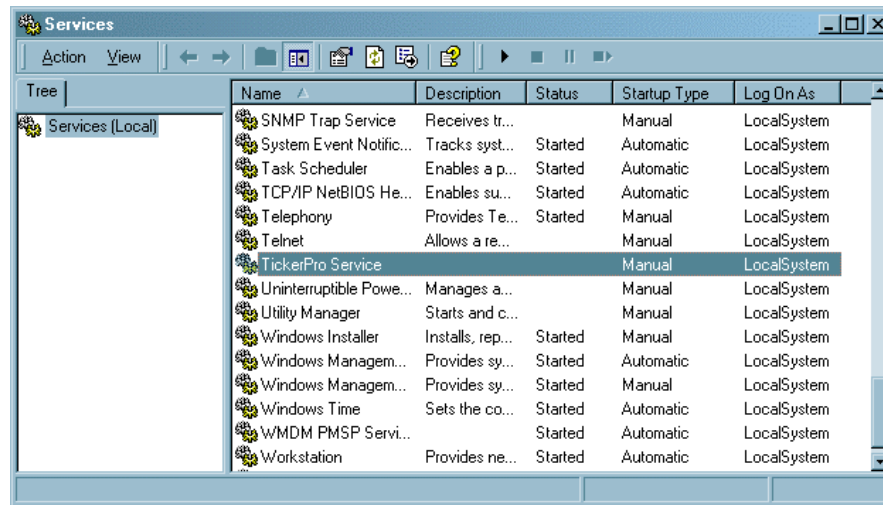 Services
Action View
Tree
Name Description Status Startup Type Log On As
Services (Local)
SNMP Trap Service Receives tr... Manual LocalSystem
System Event Notific... Tracks syst... Started Automatic LocalSystem
Task Scheduler Enables a p... Started Automatic LocalSystem
TCP/IP NetBIOS He... Enables su... Started Automatic LocalSystem
Telephony Provides Te... Started Manual LocalSystem
Telnet Allows a re... Manual LocalSystem
TickerPro Service Manual LocalSystem
Uninterruptible Powe... Manages a... Manual LocalSystem
Utility Manager Starts and c... Manual LocalSystem
Windows Installer Installs, rep... Started Manual LocalSystem
Windows Managem... Provides sy... Started Automatic LocalSystem
Windows Managem... Provides sy... Started Manual LocalSystem
Windows Time Sets the co... Started Automatic LocalSystem
WMDM PMSP Servi... Started Automatic LocalSystem
Workstation Provides ne... Started Automatic LocalSystem